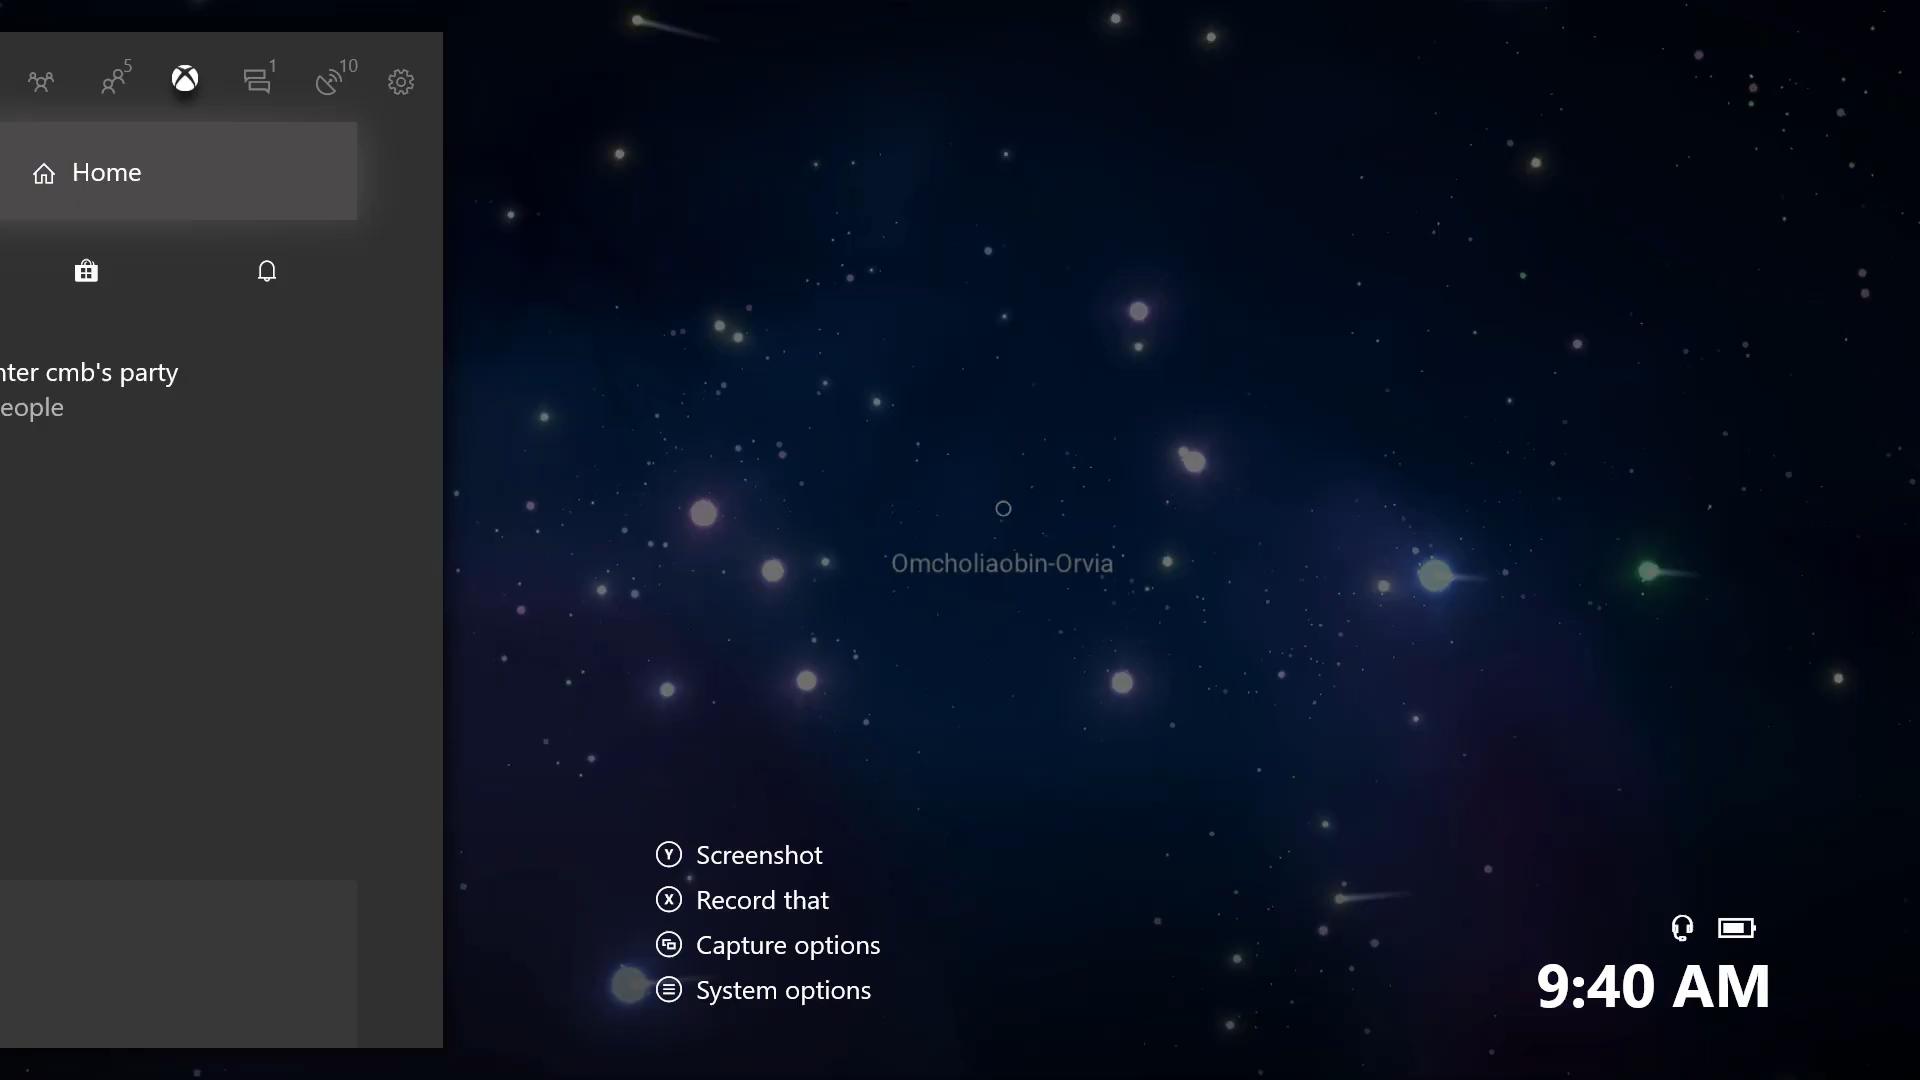 5
1
10
Home
nter cmb's party
eople
Omcholiaobin-Orvia
Y Screenshot
X Record that
Capture options
System options
9:40 AM